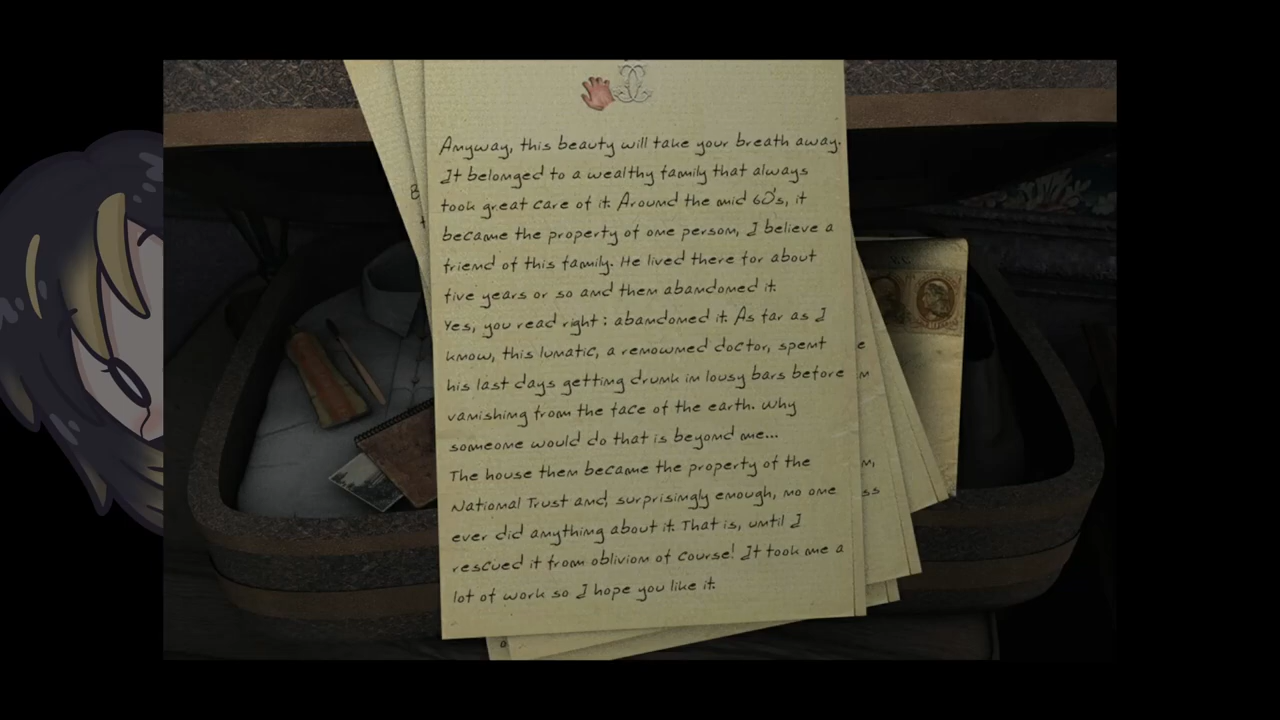 Anyway, this beauty will take your breath away.
It belonged to a wealthy family that always
took great care of it. Around the mid 60's, it
became the property of one person, I believe a
friend of this family. He lived there for about
five years or so and then abandoned it.
Yes, you read right : abandoned it. As far as I
know, this lunatic, a renowned doctor, spent
his last days getting drunk in lousy bars before
vanishing from the face of the earth. Why
someone would do that is beyond me...
The house then became the property of the
National Trust and, surprisingly enough, no one
ever did anything about it. That is, until I
rescued it from oblivion of course! It took me a
lot of work so I hope you like it.